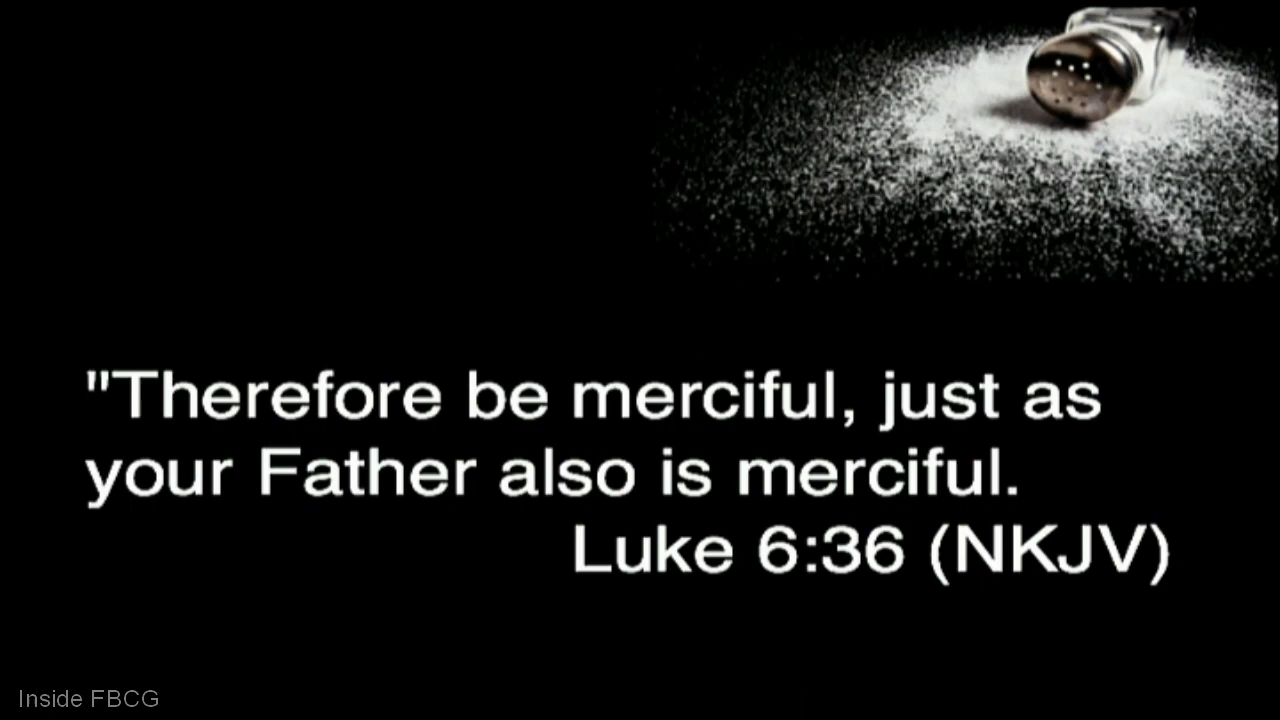 "Therefore be merciful, just as
your Father also is merciful.
Luke 6:36 (NKJV)
Inside FBCG